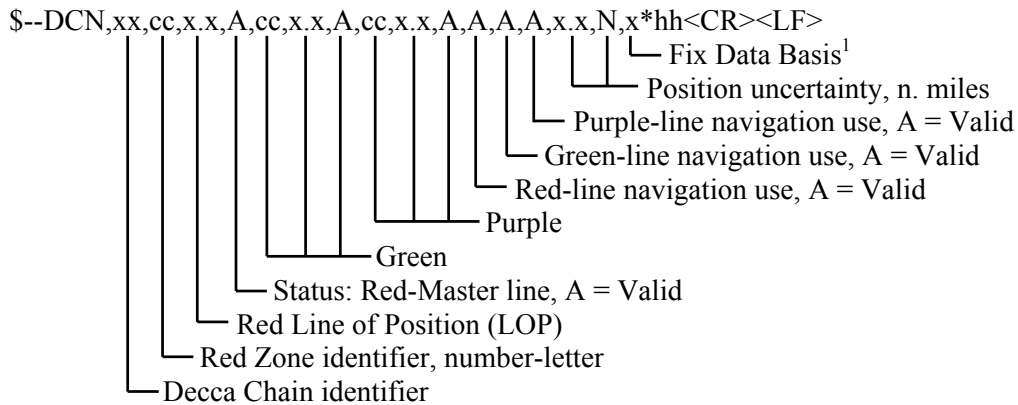 $--DCN,xx,cc,x.x,A,cc,x.x,A,cc,x.x,A,A,A,A,x.x,N,x*hh<CR><LF>
Fix Data Basis¹
Position uncertainty, n. miles
Purple-line navigation use, A = Valid
Green-line navigation use, A = Valid
Red-line navigation use, A = Valid
Purple
Green
Status: Red-Master line, A = Valid
Red Line of Position (LOP)
Red Zone identifier, number-letter
Decca Chain identifier